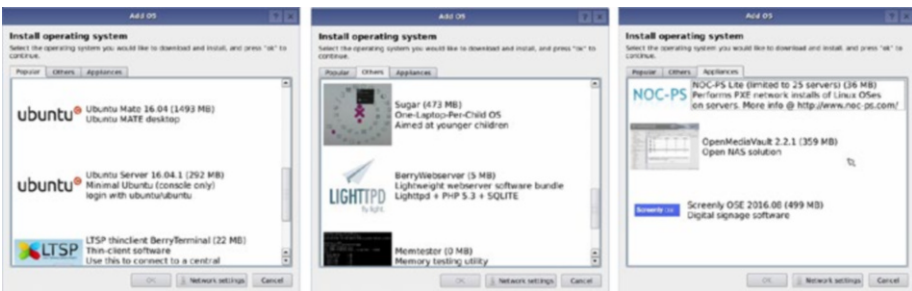 Add OS
Install operating system
Select the operating system you would like to download and install, and press "ok" to
continue.
Popular Others Appliances
ubuntu
Ubuntu Mate 16.04 (1493 MB)
Ubuntu MATE desktop
ubuntu
Ubuntu Server 16.04.1 (292 MB)
Minimal Ubuntu (console only)
login with ubuntu/ubuntu
LTSP
LTSP thinclient BerryTerminal (22 MB)
Thin-client software
Use this to connect to a central
OK Network settings Cancel
Add OS
Install operating system
Select the operating system you would like to download and install, and press "ok" to
continue.
Popular Others Appliances
Sugar (473 MB)
One-Laptop-Per-Child OS
Aimed at younger children
LIGHTTPD
fly light.
BerryWebserver (5 MB)
Lightweight webserver software bundle
Lighttpd + PHP 5.3 + SQLITE
Memtester (0 MB)
Memory testing utility
OK Network settings Cancel
Add OS
Install operating system
Select the operating system you would like to download and install, and press "ok" to
continue.
Popular Others Appliances
NOC-PS
NOC-PS Lite (limited to 25 servers) (36 MB)
Performs PXE network installs of Linux OSes
on servers. More info @ http://www.noc-ps.com/
OpenMediaVault 2.2.1 (359 MB)
Open NAS solution
Screenly
Screenly OSE 2016.08 (499 MB)
Digital signage software
OK Network settings Cancel